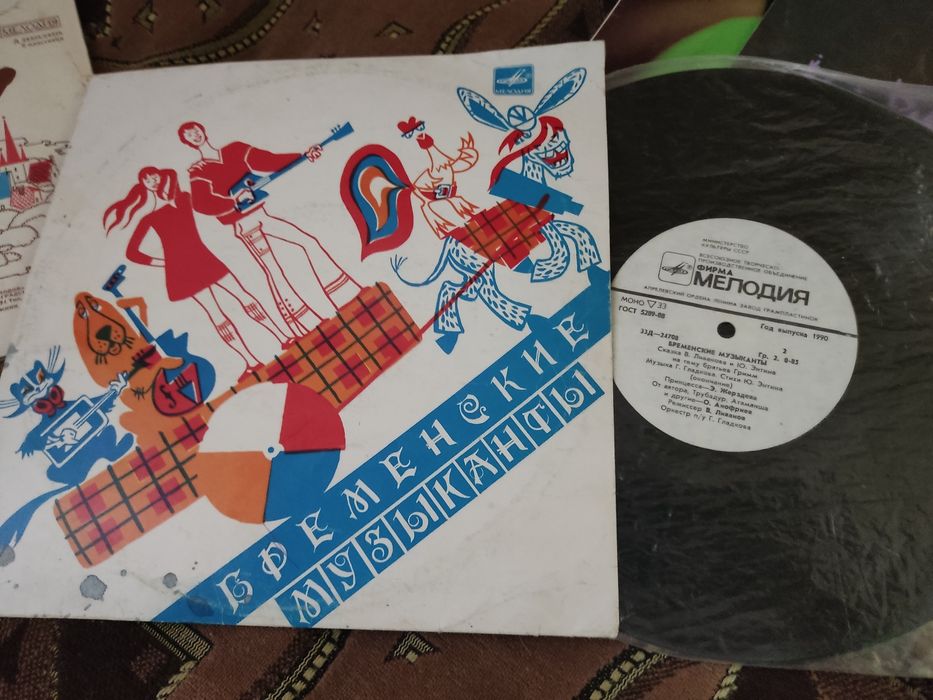 МЕЛОДИЯ
МЕЛОДИЯ
БРЕМЕНСКИЕ
МУЗЫКАНТЫ
МИНИСТЕРСТВО
КУЛЬТУРЫ СССР
ВСЕСОЮЗНОЕ ТВОРЧЕСКО-
ПРОИЗВОДСТВЕННОЕ ОБЪЕДИНЕНИЕ
ФИРМА
МЕЛОДИЯ
АПРЕЛЕВСКИЙ ОРДЕНА ЛЕНИНА ЗАВОД ГРАМПЛАСТИНОК
МОНО ▽ 33
ГОСТ 5289-88
Год выпуска 1990
2
33Д—24708
Гр. 2. 0-85
БРЕМЕНСКИЕ МУЗЫКАНТЫ
Сказка В. Ливанова и Ю. Энтина
на тему братьев Гримм
Музыка Г. Гладкова. Стихи Ю. Энтина
(окончание)
Принцесса—Э. Жерздева
От автора, Трубадур, Атаманша
и другие—О. Анофриев
Режиссер В. Ливанов
Оркестр п/у Г. Гладкова